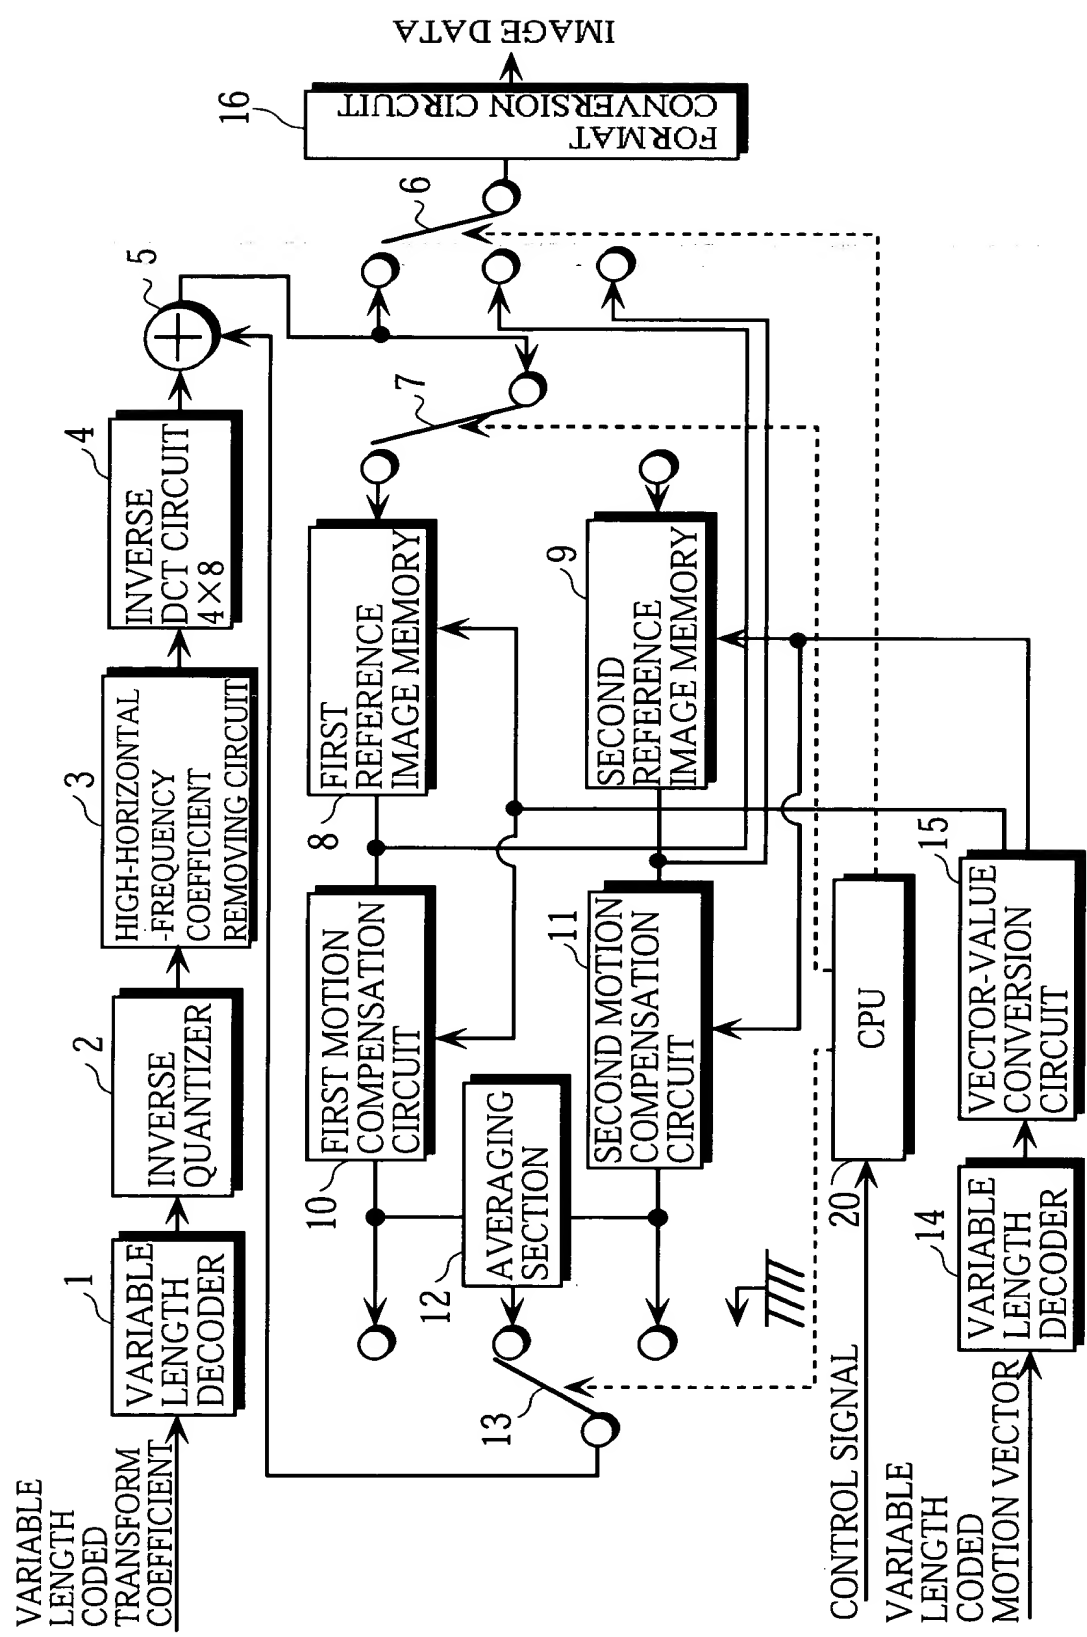 VARIABLE
LENGTH
CODED
TRANSFORM
COEFFICIENT
1
VARIABLE
LENGTH
DECODER
2
INVERSE
QUANTIZER
3
HIGH-HORIZONTAL
-FREQUENCY
COEFFICIENT
REMOVING CIRCUIT
4
INVERSE
DCT CIRCUIT
4×8
5
6
7
16
FORMAT
CONVERSION CIRCUIT
IMAGE DATA
8
FIRST
REFERENCE
IMAGE MEMORY
9
SECOND
REFERENCE
IMAGE MEMORY
10
FIRST MOTION
COMPENSATION
CIRCUIT
11
SECOND MOTION
COMPENSATION
CIRCUIT
12
AVERAGING
SECTION
13
CONTROL SIGNAL
20
CPU
VARIABLE
LENGTH
CODED
MOTION VECTOR
14
VARIABLE
LENGTH
DECODER
15
VECTOR-VALUE
CONVERSION
CIRCUIT